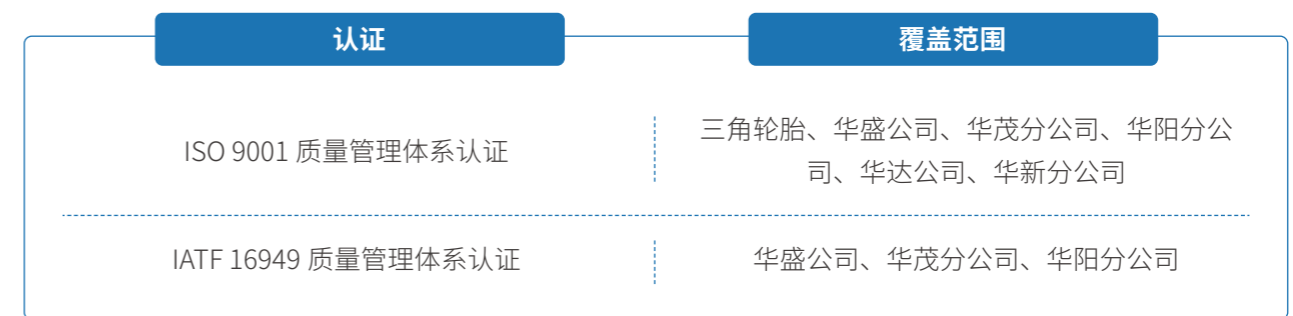 认证
覆盖范围
ISO 9001 质量管理体系认证
三角轮胎、华盛公司、华茂分公司、华阳分公
司、华达公司、华新分公司
IATF 16949 质量管理体系认证
华盛公司、华茂分公司、华阳分公司